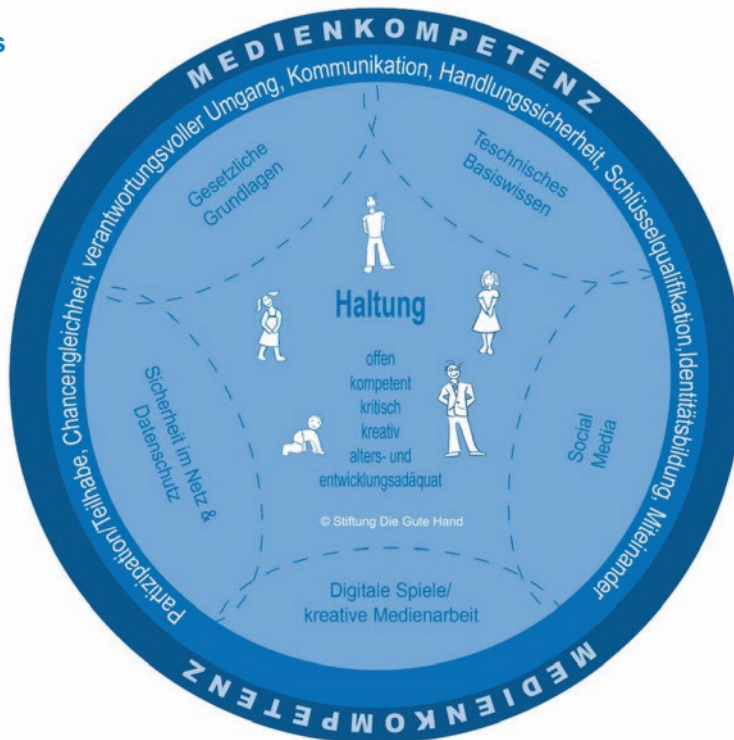 s
MEDIENKOMPETENZ
Partizipation/Teilhabe, Chancengleichheit, verantwortungsvoller Umgang, Kommunikation, Handlungssicherheit, Schlüsselqualifikation,Identitätsbildung, Miteinander
Gesetzliche
Grundlagen
Teschnisches
Basiswissen
Haltung
offen
kompetent
kritisch
kreativ
alters- und
entwicklungsadäquat
© Stiftung Die Gute Hand
Sicherheit im Netz &
Datenschutz
Social
Media
Digitale Spiele/
kreative Medienarbeit
MEDIENKOMPETENZ